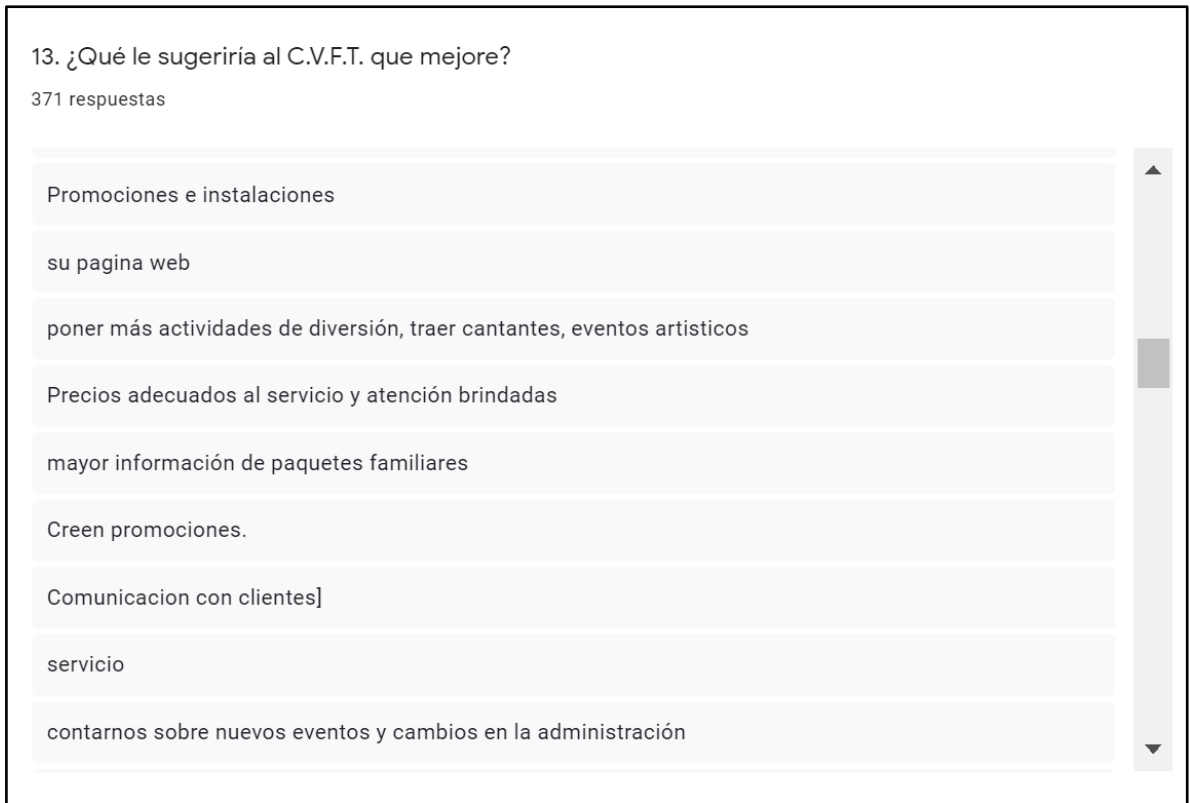 13. ¿Qué le sugeriría al C.V.F.T. que mejore?
371 respuestas
Promociones e instalaciones
su pagina web
poner más actividades de diversión, traer cantantes, eventos artisticos
Precios adecuados al servicio y atención brindadas
mayor información de paquetes familiares
Creen promociones.
Comunicacion con clientes]
servicio
contarnos sobre nuevos eventos y cambios en la administración